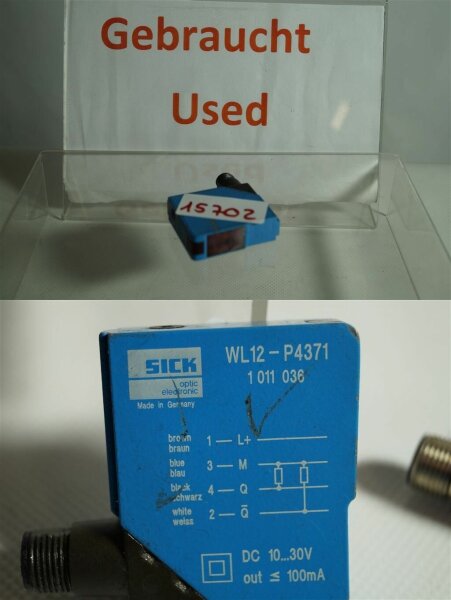 Gebraucht
Used
15702
SICK
optic
electronic
Made in Germany
WL12-P4371
1 011 036
brown 1 — L+
braun
blue 3 — M
blau
black 4 — Q
schwarz
white 2 — Q̅
weiss
DC 10...30V
out ≤ 100mA